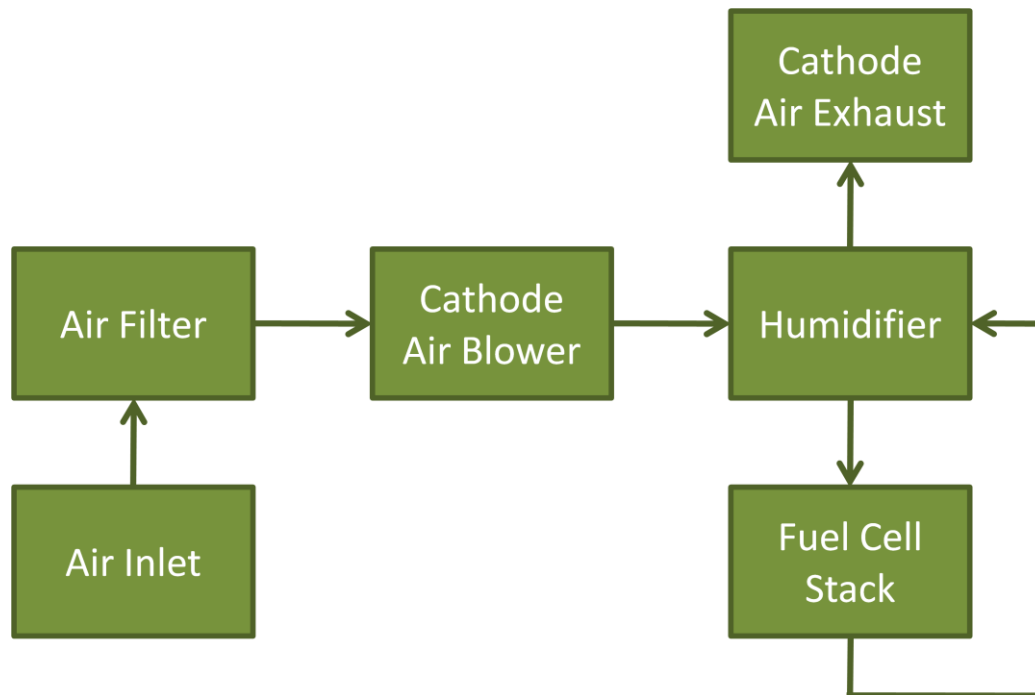 Cathode
Air Exhaust
Air Filter
Cathode
Air Blower
Humidifier
Air Inlet
Fuel Cell
Stack